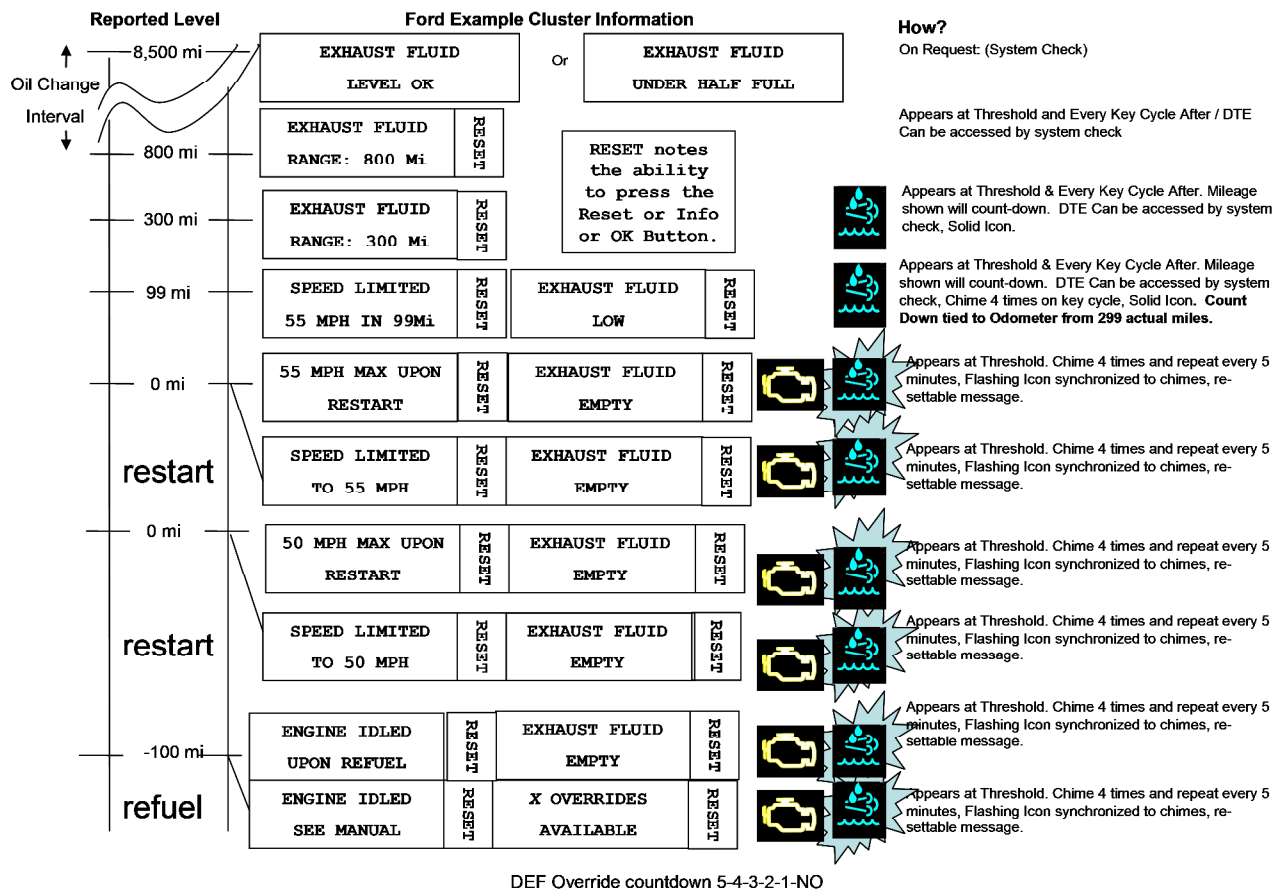 Reported Level
Ford Example Cluster Information
How?
8,500 mi
EXHAUST FLUID
LEVEL OK
Or
EXHAUST FLUID
UNDER HALF FULL
On Request: (System Check)
Oil Change
Interval
EXHAUST FLUID
RANGE: 800 Mi
RESET
Appears at Threshold and Every Key Cycle After / DTE
Can be accessed by system check
800 mi
RESET notes
the ability
to press the
Reset or Info
or OK Button.
300 mi
EXHAUST FLUID
RANGE: 300 Mi
RESET
Appears at Threshold & Every Key Cycle After. Mileage
shown will count-down.  DTE Can be accessed by system
check, Solid Icon.
99 mi
SPEED LIMITED
55 MPH IN 99Mi
RESET
EXHAUST FLUID
LOW
RESET
Appears at Threshold & Every Key Cycle After. Mileage
shown will count-down.  DTE Can be accessed by system
check, Chime 4 times on key cycle, Solid Icon.  Count
Down tied to Odometer from 299 actual miles.
0 mi
55 MPH MAX UPON
RESTART
RESET
EXHAUST FLUID
EMPTY
RESET
Appears at Threshold. Chime 4 times and repeat every 5
minutes, Flashing Icon synchronized to chimes, re-
settable message.
restart
SPEED LIMITED
TO 55 MPH
RESET
EXHAUST FLUID
EMPTY
RESET
Appears at Threshold. Chime 4 times and repeat every 5
minutes, Flashing Icon synchronized to chimes, re-
settable message.
0 mi
50 MPH MAX UPON
RESTART
RESET
EXHAUST FLUID
EMPTY
RESET
Appears at Threshold. Chime 4 times and repeat every 5
minutes, Flashing Icon synchronized to chimes, re-
settable message.
restart
SPEED LIMITED
TO 50 MPH
RESET
EXHAUST FLUID
EMPTY
RESET
Appears at Threshold. Chime 4 times and repeat every 5
minutes, Flashing Icon synchronized to chimes, re-
settable message.
-100 mi
ENGINE IDLED
UPON REFUEL
RESET
EXHAUST FLUID
EMPTY
RESET
Appears at Threshold. Chime 4 times and repeat every 5
minutes, Flashing Icon synchronized to chimes, re-
settable message.
refuel
ENGINE IDLED
SEE MANUAL
RESET
X OVERRIDES
AVAILABLE
RESET
Appears at Threshold. Chime 4 times and repeat every 5
minutes, Flashing Icon synchronized to chimes, re-
settable message.
DEF Override countdown 5-4-3-2-1-NO